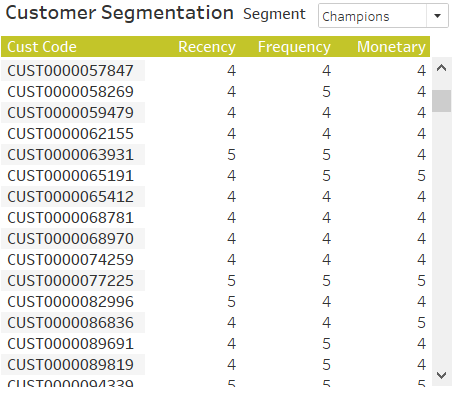 Customer Segmentation Segment Champions
Cust Code Recency Frequency Monetary
CUST0000057847 4 4 4
CUST0000058269 4 5 4
CUST0000059479 4 4 4
CUST0000062155 4 4 4
CUST0000063931 5 5 4
CUST0000065191 4 5 5
CUST0000065412 4 4 4
CUST0000068781 4 4 4
CUST0000068970 4 4 4
CUST0000074259 4 4 4
CUST0000077225 5 5 5
CUST0000082996 5 4 4
CUST0000086836 4 4 5
CUST0000089691 4 5 4
CUST0000089819 4 5 4
CUST0000094339 5 5 5